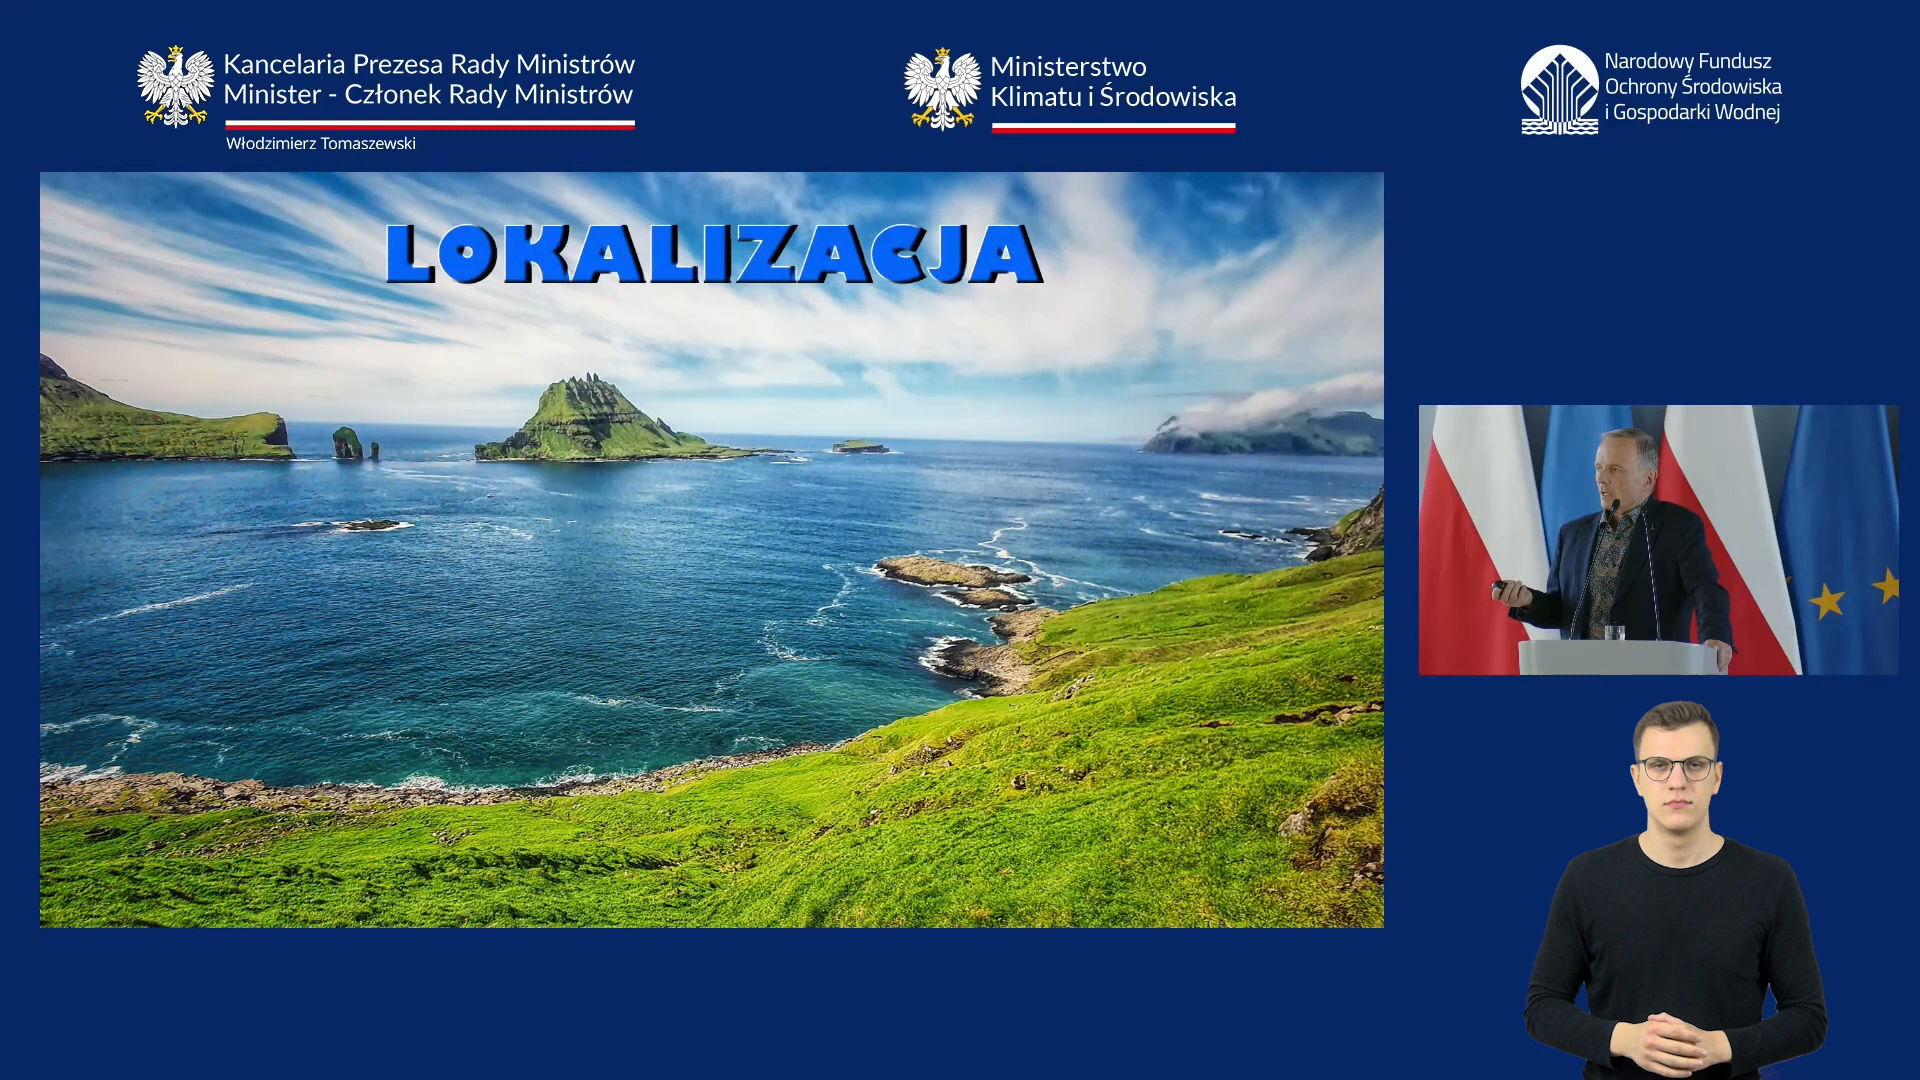 Kancelaria Prezesa Rady Ministrów
Minister - Członek Rady Ministrów
Włodzimierz Tomaszewski
Ministerstwo
Klimatu i Środowiska
Narodowy Fundusz
Ochrony Środowiska
i Gospodarki Wodnej
LOKALIZACJA